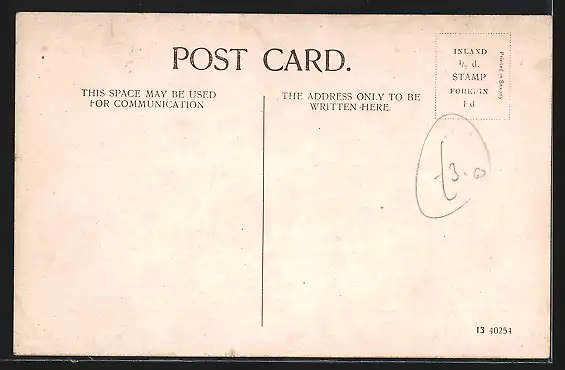 POST CARD.
THIS SPACE MAY BE USED
FOR COMMUNICATION
THE ADDRESS ONLY TO BE
WRITTEN HERE.
INLAND
½ d.
STAMP
FOREIGN
1 d
Printed in Saxony
£3.00
13 40254